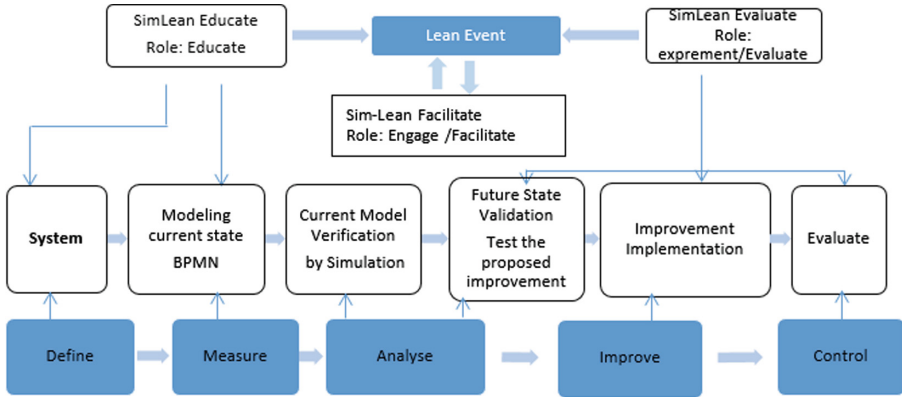 SimLean Educate
Role: Educate
Lean Event
SimLean Evaluate
Role:
exprement/Evaluate
Sim-Lean Facilitate
Role: Engage /Facilitate
System
Modeling
current state
BPMN
Current Model
Verification
by Simulation
Future State
Validation
Test the
proposed
improvement
Improvement
Implementation
Evaluate
Define
Measure
Analyse
Improve
Control